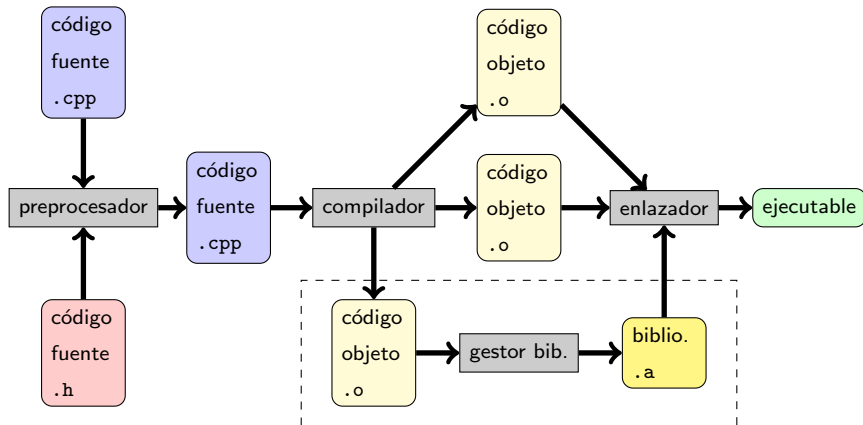 código
fuente
.cpp
código
objeto
.o
preprocesador
código
fuente
.cpp
compilador
código
objeto
.o
enlazador
ejecutable
código
fuente
.h
código
objeto
.o
gestor bib.
biblio.
.a